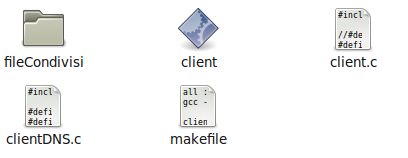 fileCondivisi
client
#incl
//#de
#defi
client.c
#incl
#defi
#defi
clientDNS.c
all :
gcc -
clien
makefile